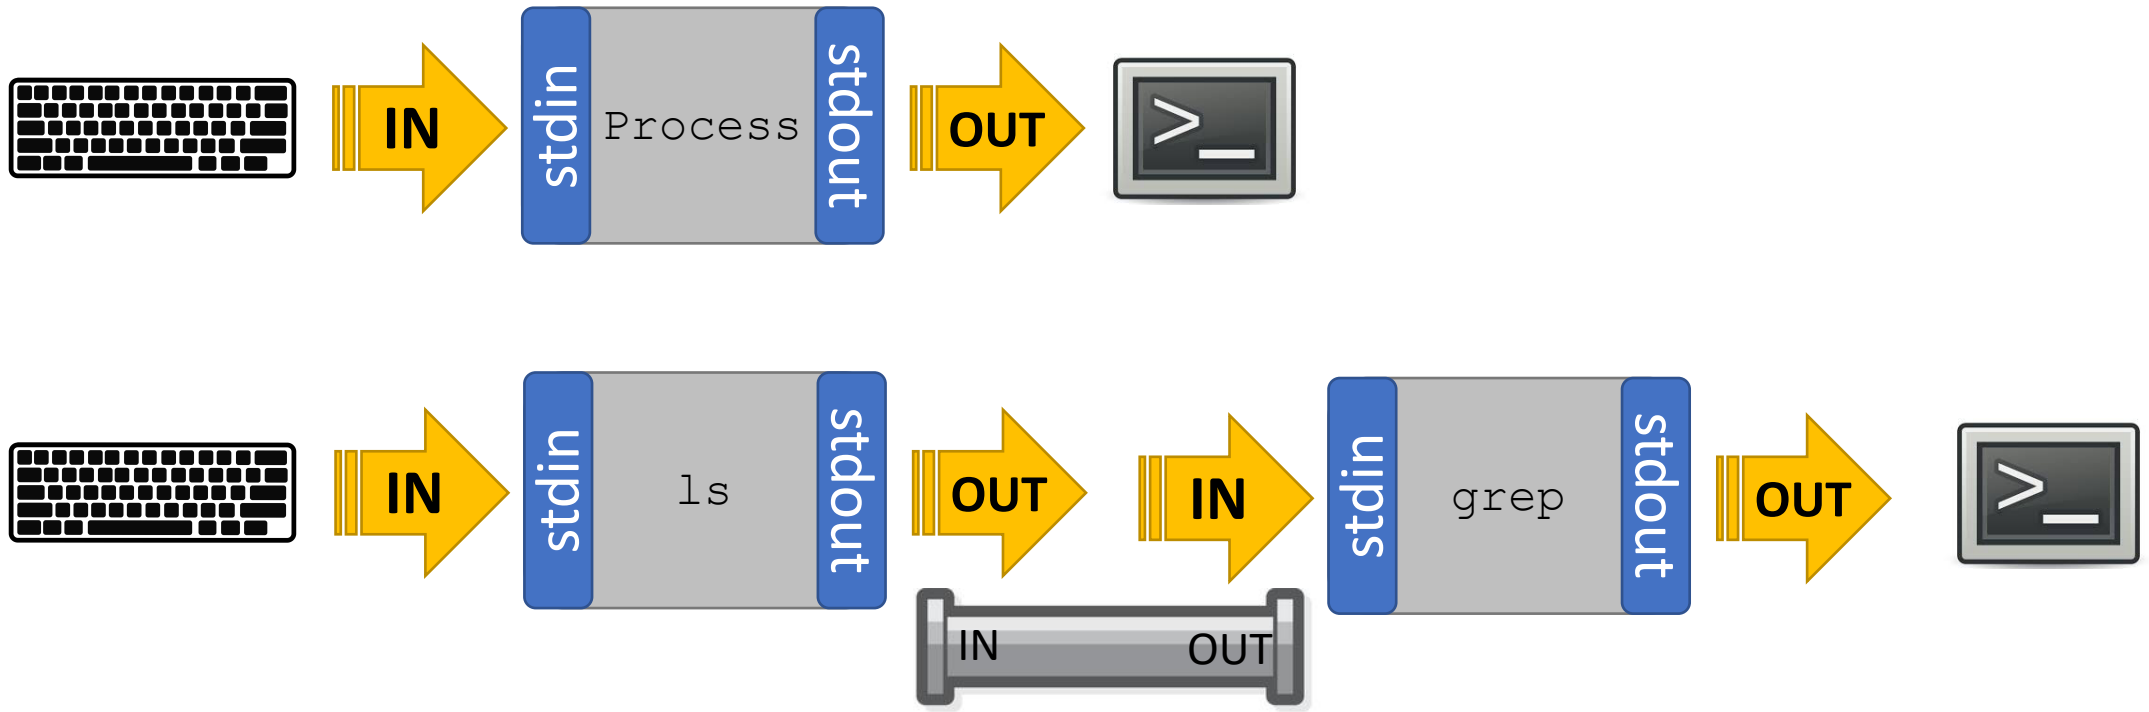 IN
stdin
Process
stdout
OUT
>_
IN
stdin
ls
stdout
OUT
IN
stdin
grep
stdout
OUT
>_
IN
OUT